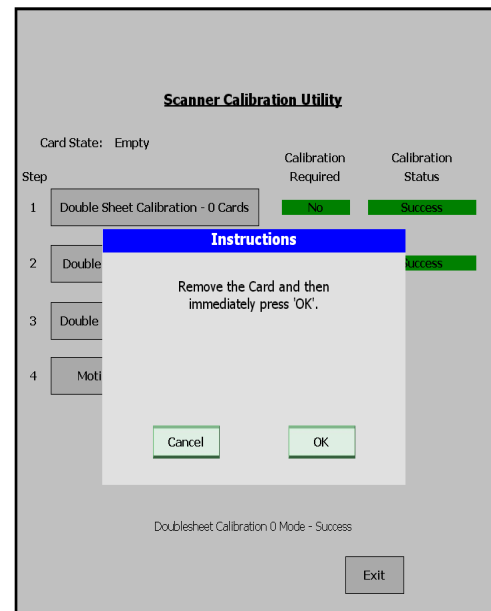 Scanner Calibration Utility
Card State: Empty
Calibration Required
Calibration Status
Step
1 Double Sheet Calibration - 0 Cards No Success
Instructions
2 Double Success
Remove the Card and then
immediately press 'OK'.
3 Double
4
Cancel OK
Doublesheet Calibration 0 Mode - Success
Exit